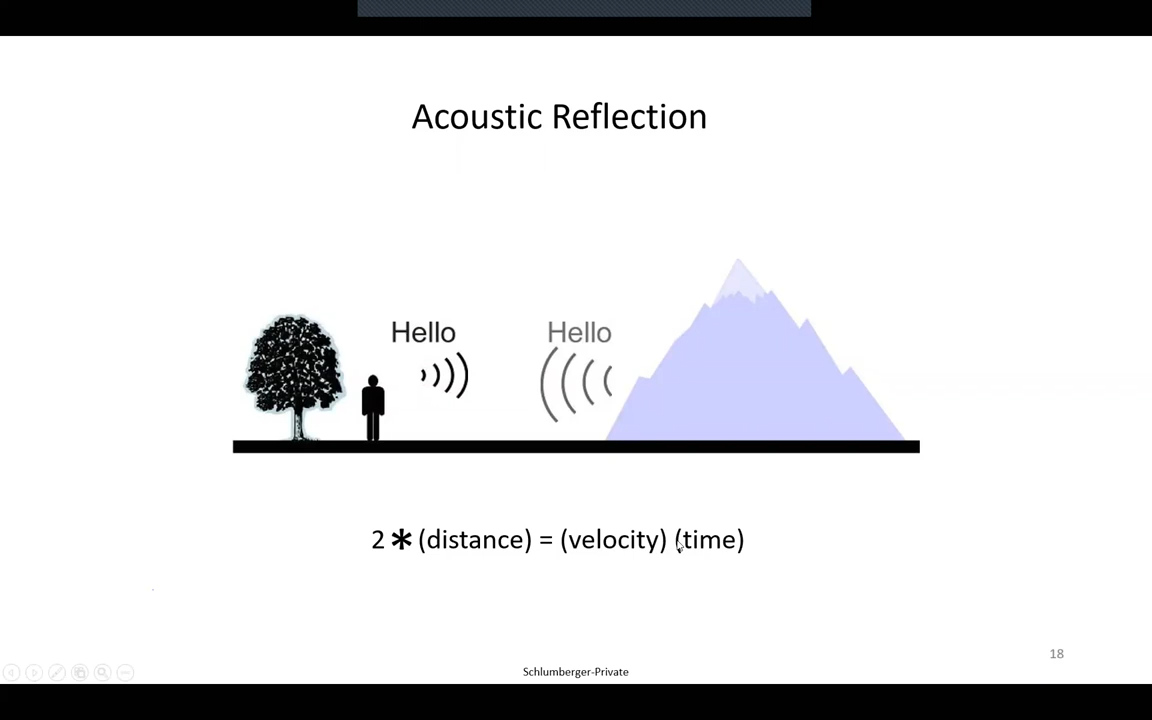 Acoustic Reflection
Hello Hello
2 * (distance) = (velocity) (time)
18
Schlumberger-Private